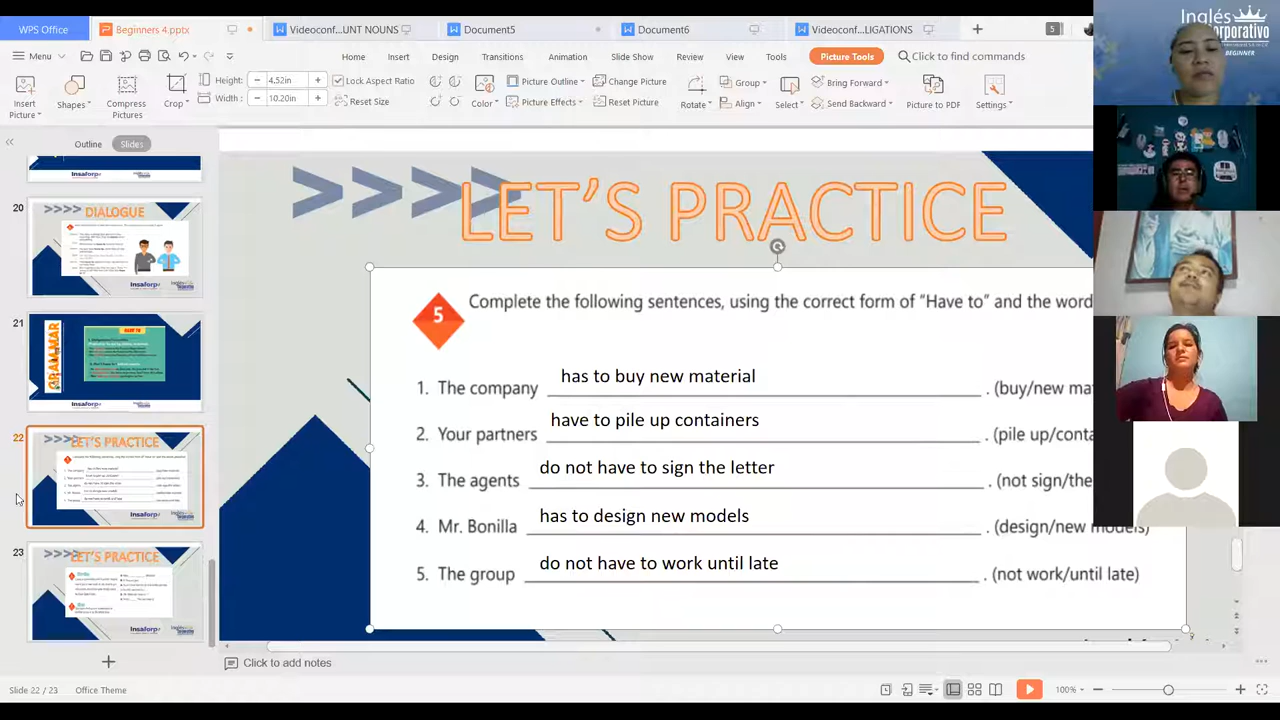 WPS Office
Beginners 4.pptx
Videoconf...UNT NOUNS
Document5
Document6
Videoconf...LIGATIONS
5
Menu
Home
Insert
Design
Transitions
Animation
Slide Show
Review
View
Tools
Picture Tools
Click to find commands
Insert Picture
Shapes
Compress Pictures
Crop
Height: 4.52in
Width : 10.20in
Lock Aspect Ratio
Reset Size
Color
Picture Outline
Picture Effects
Change Picture
Reset Picture
Rotate
Group
Align
Select
Bring Forward
Send Backward
Picture to PDF
Settings
Outline
Slides
20
DIALOGUE
21
GRAMMAR
22
LET'S PRACTICE
23
LET'S PRACTICE
>>>> LET'S PRACTICE
5
Complete the following sentences, using the correct form of "Have to" and the word
1. The company has to buy new material . (buy/new ma
2. Your partners have to pile up containers . (pile up/conta
3. The agents do not have to sign the letter . (not sign/the
4. Mr. Bonilla has to design new models . (design/new models)
5. The group do not have to work until late . (not work/until late)
Click to add notes
Slide 22 / 23
Office Theme
100%
Inglés
Corporativo
BEGINNER